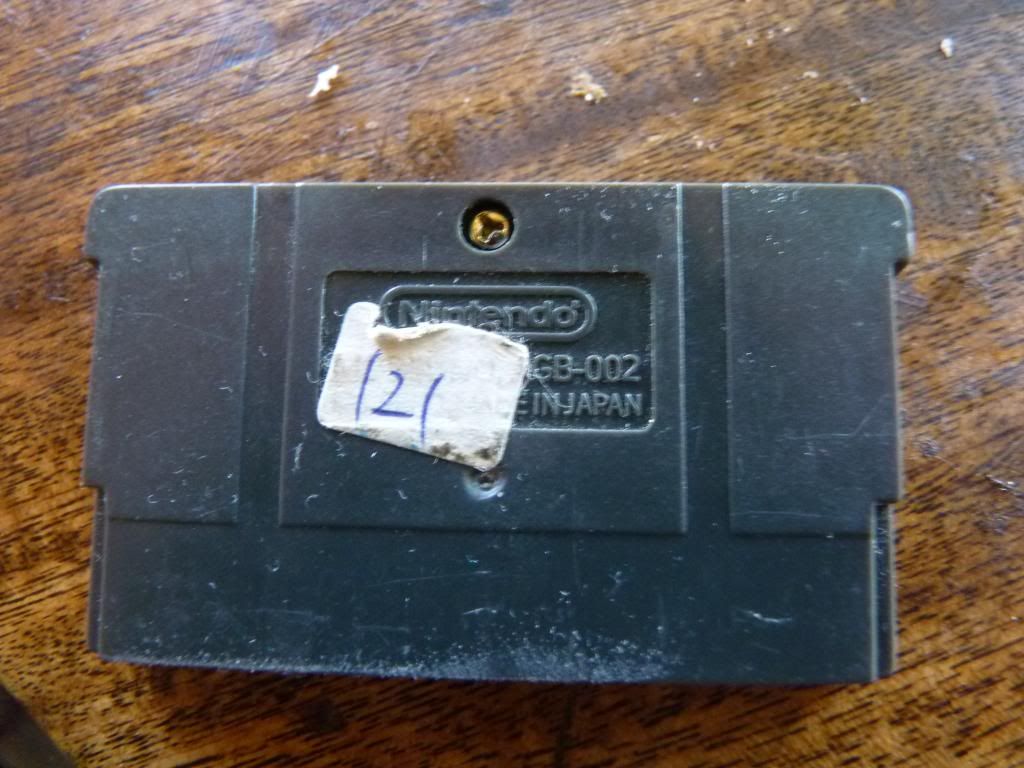 Nintendo
GB-002
121
E IN JAPAN